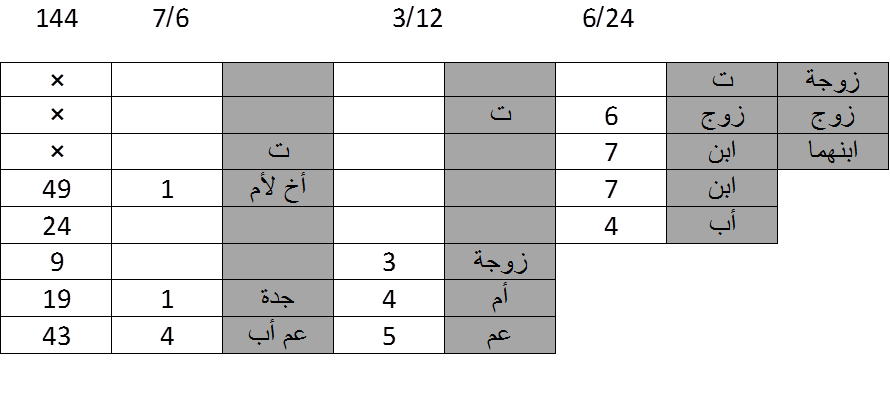 6/24 3/12 7/6 144
زوجة ت ×
زوج زوج 6 ت ×
ابنهما ابن 7 ت ×
ابن 7 أخ لأم 1 49
أب 4 24
زوجة 3 9
أم 4 جدة 1 19
عم 5 عم أب 4 43